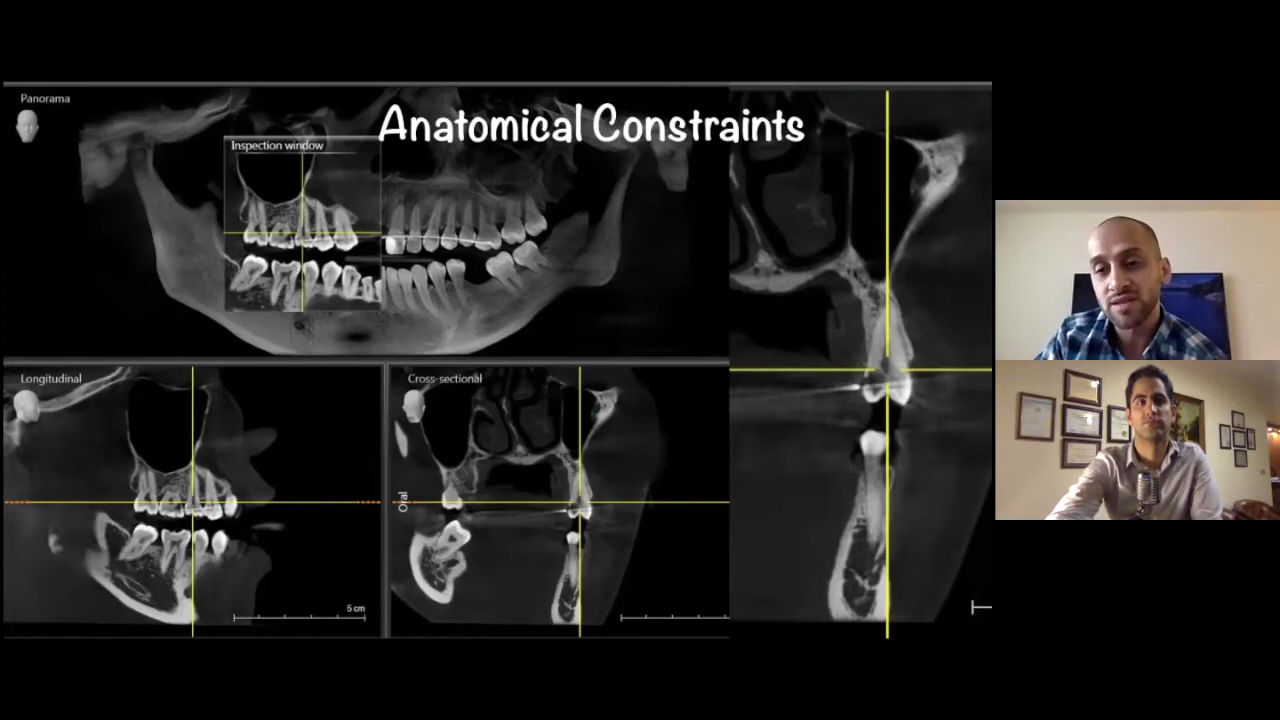 Panorama
Anatomical Constraints
Inspection window
Longitudinal
Cross-sectional
Oral
5 cm